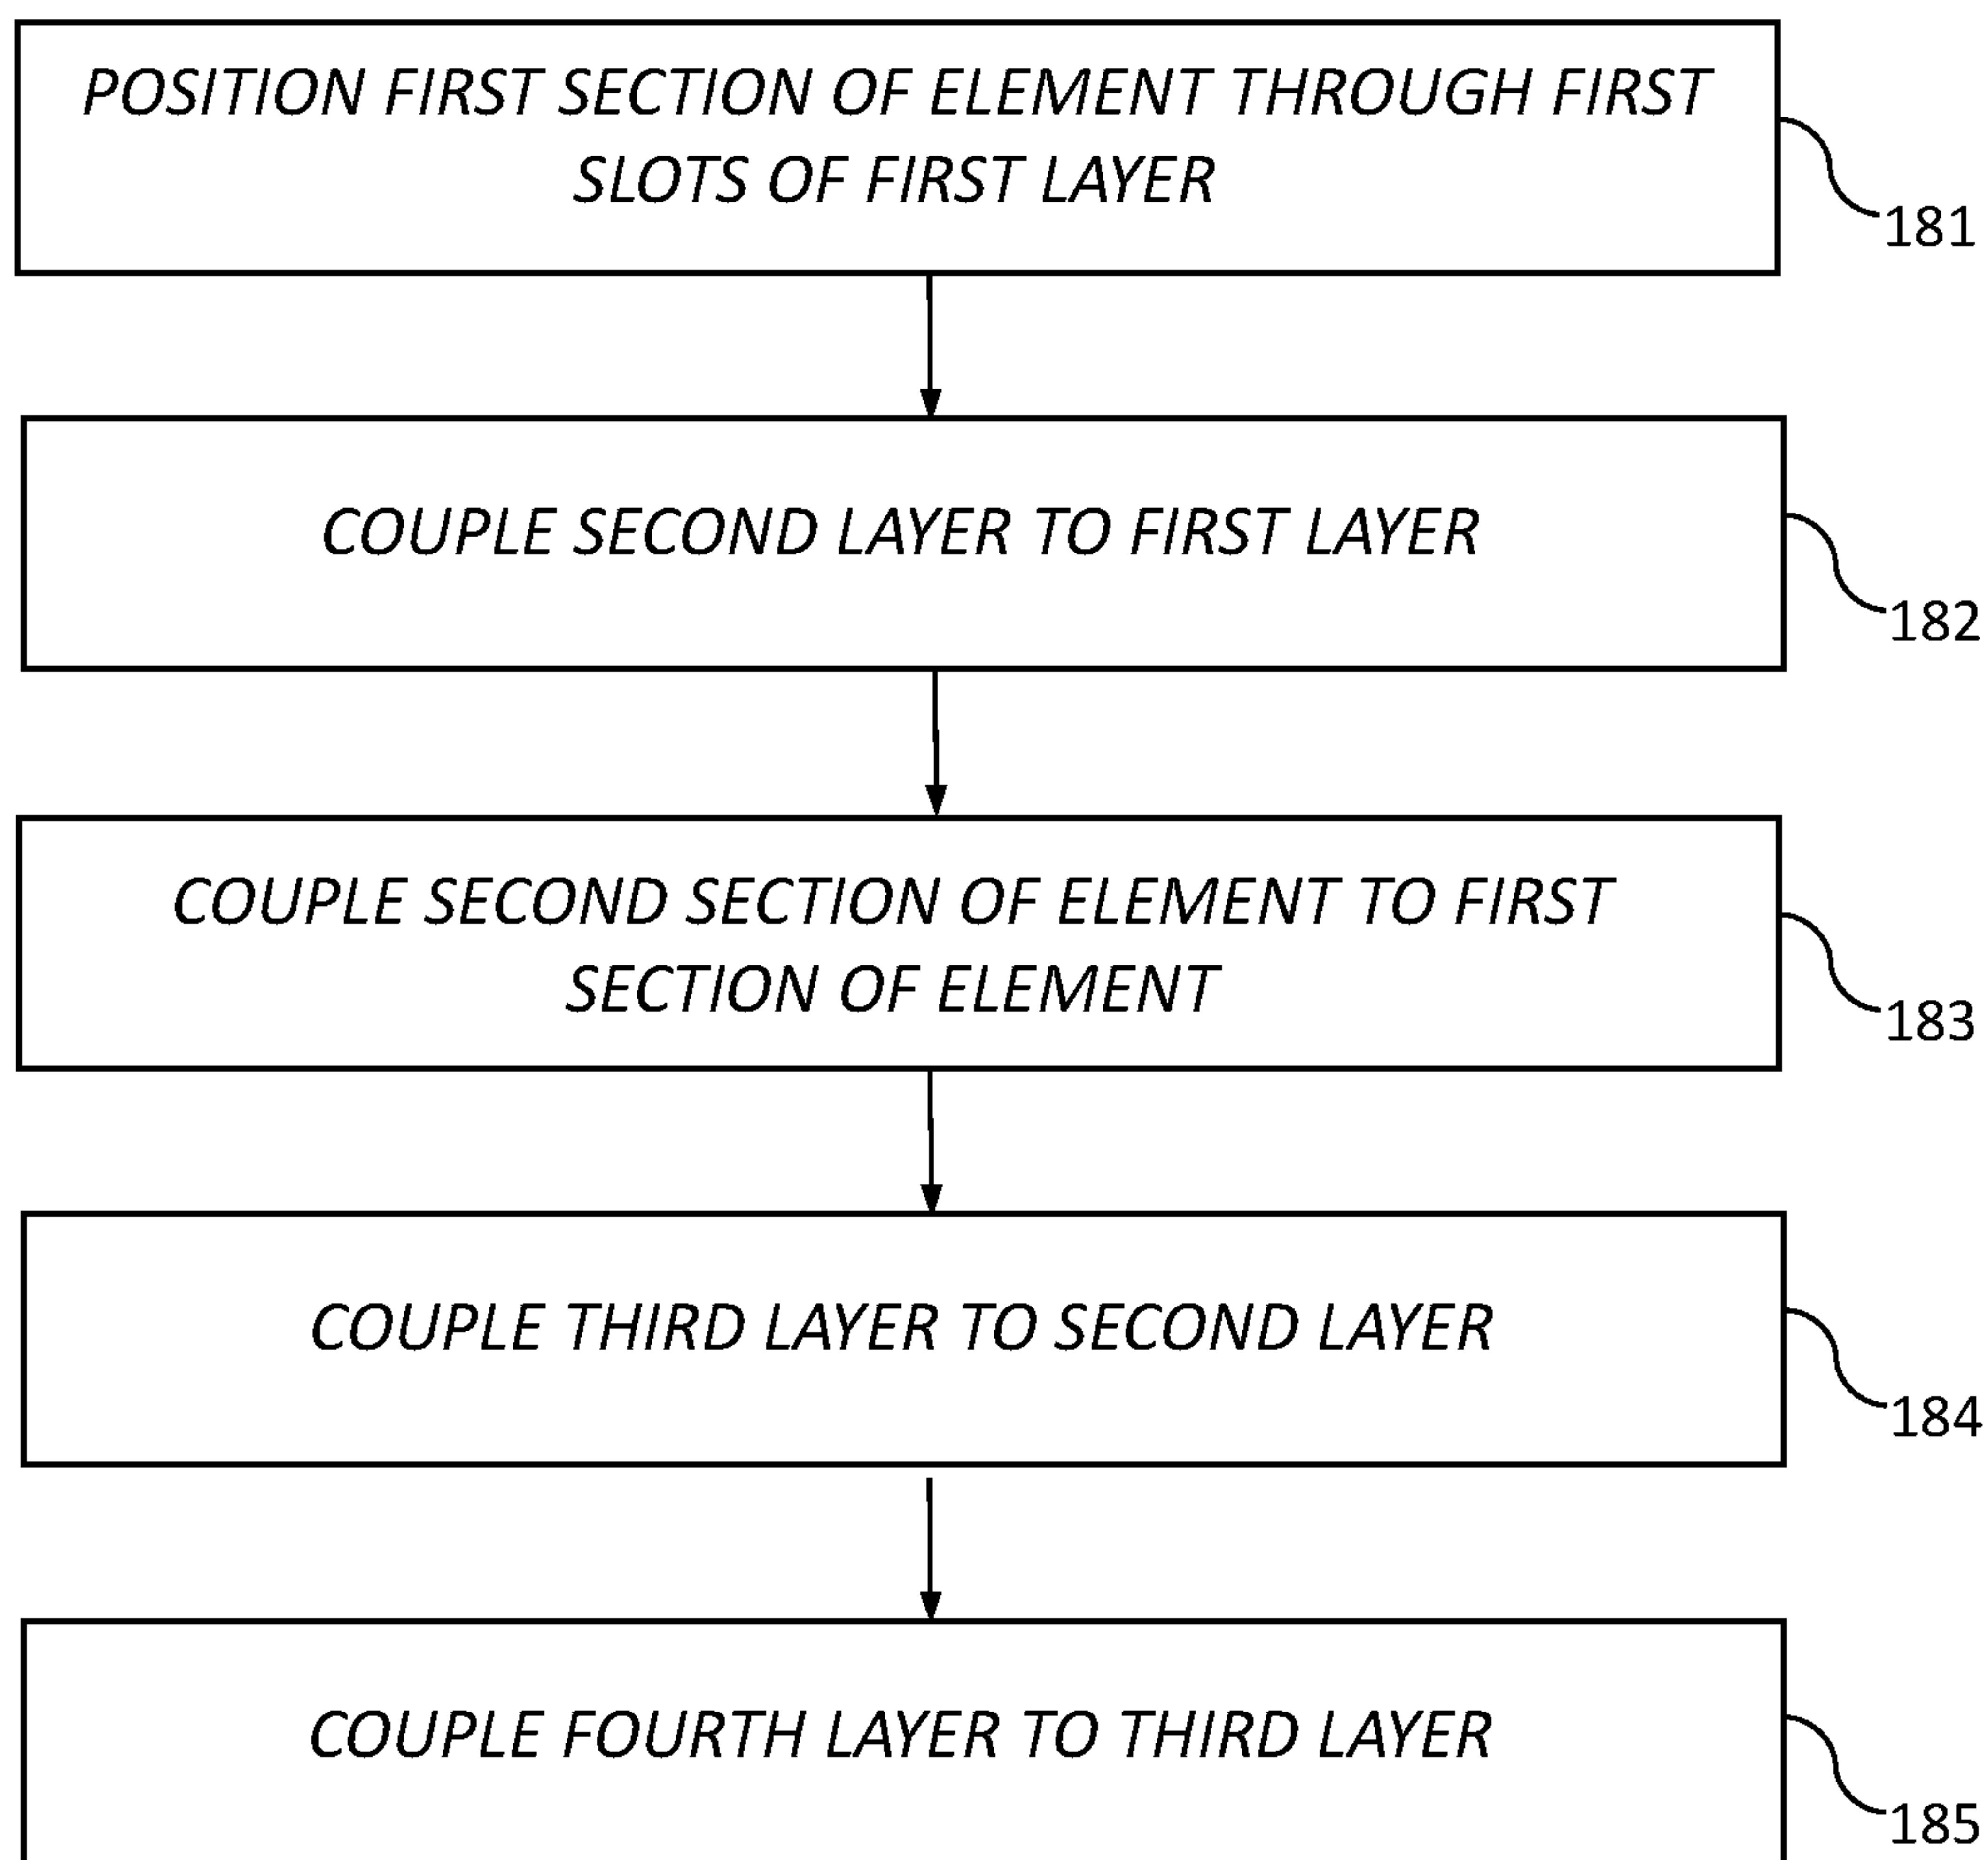 POSITION FIRST SECTION OF ELEMENT THROUGH FIRST
SLOTS OF FIRST LAYER
181
COUPLE SECOND LAYER TO FIRST LAYER
182
COUPLE SECOND SECTION OF ELEMENT TO FIRST
SECTION OF ELEMENT
183
COUPLE THIRD LAYER TO SECOND LAYER
184
COUPLE FOURTH LAYER TO THIRD LAYER
185